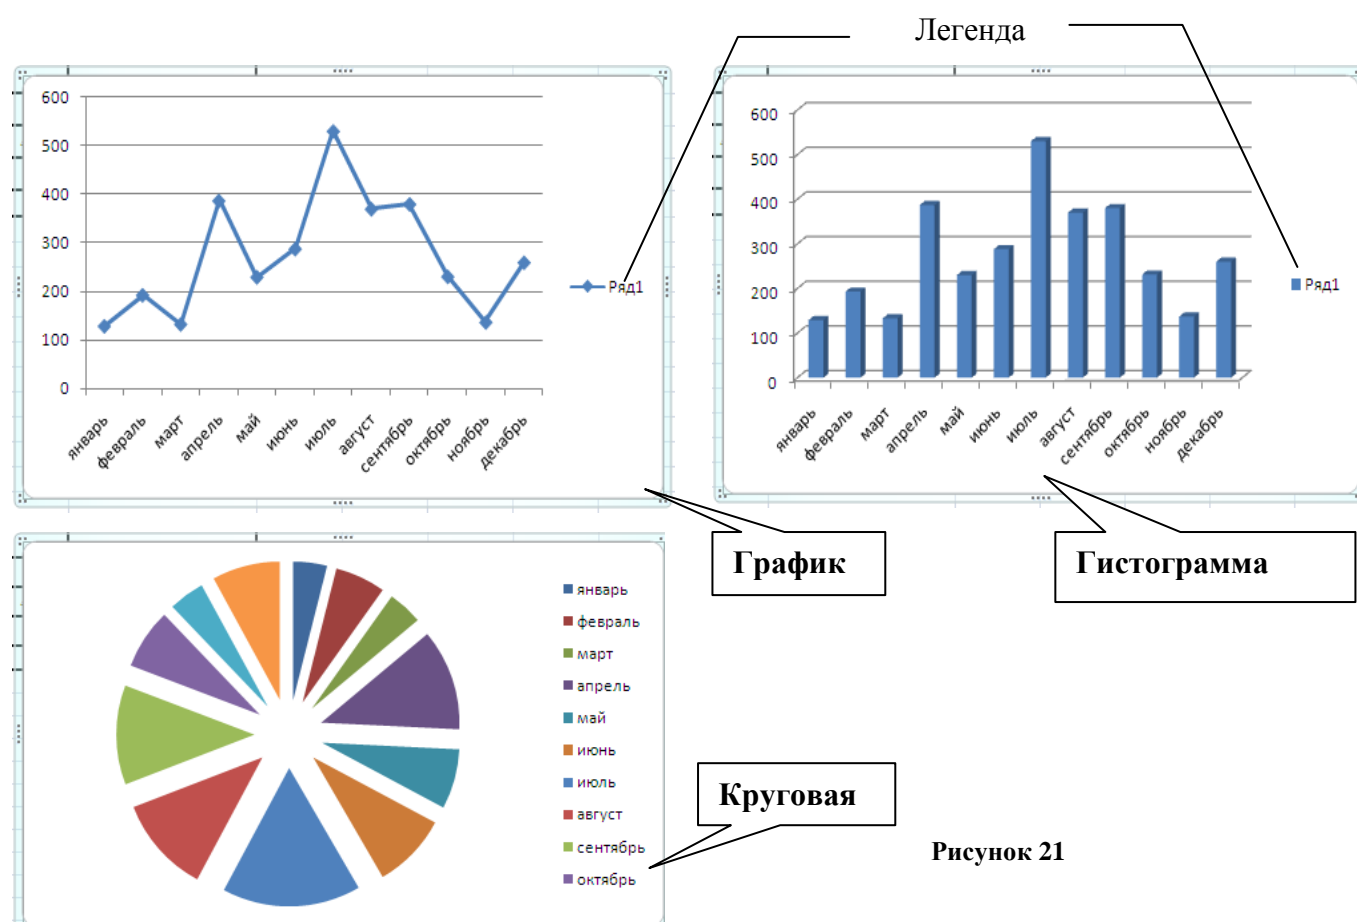 Легенда
600
500
400
300
200
100
0
январь
февраль
март
апрель
май
июнь
июль
август
сентябрь
октябрь
ноябрь
декабрь
Ряд1
600
500
400
300
200
100
0
январь
февраль
март
апрель
май
июнь
июль
август
сентябрь
октябрь
ноябрь
декабрь
Ряд1
График
Гистограмма
январь
февраль
март
апрель
май
июнь
июль
август
сентябрь
октябрь
Круговая
Рисунок 21